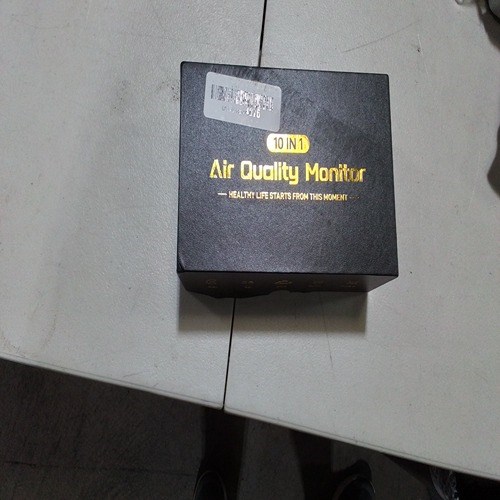 10 IN 1
Air Quality Monitor
HEALTHY LIFE STARTS FROM THIS MOMENT